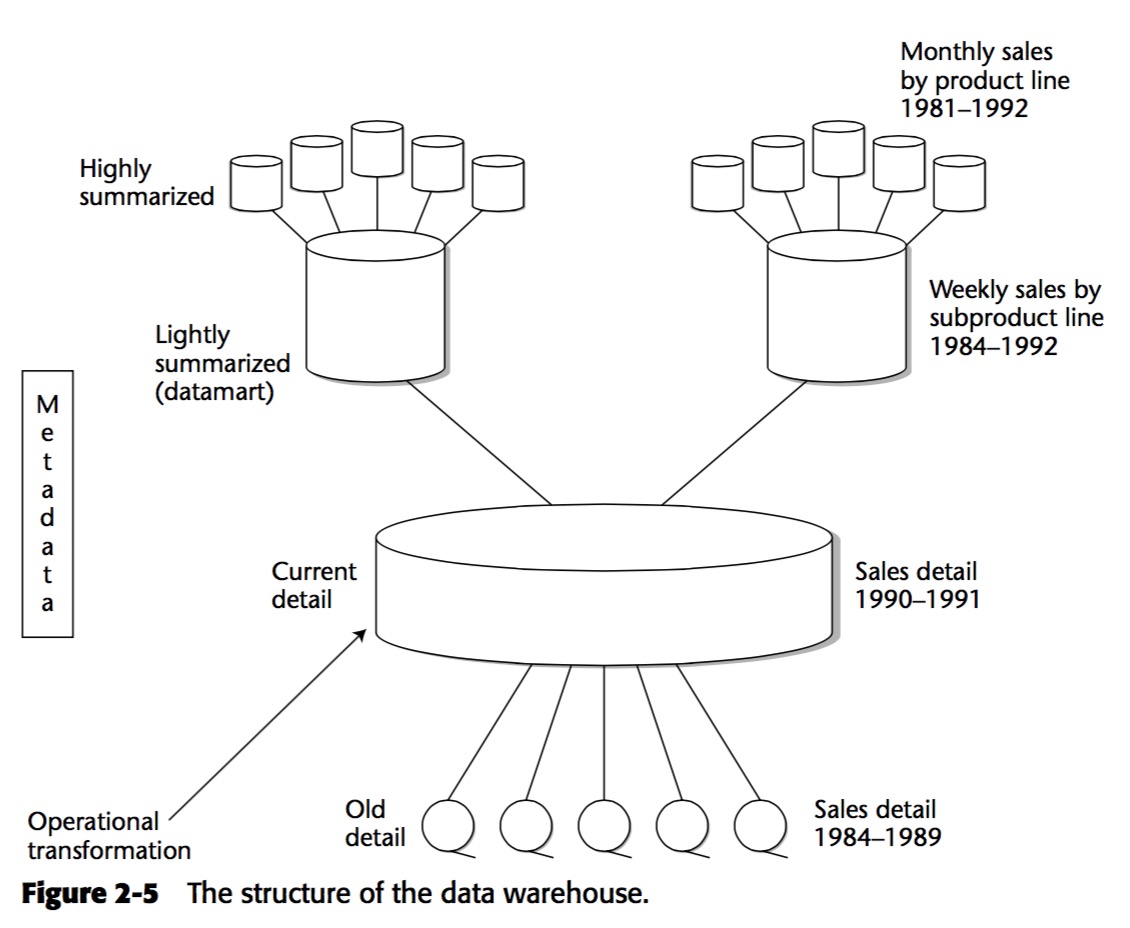 Monthly sales
by product line
1981–1992
Highly
summarized
Weekly sales by
subproduct line
1984–1992
Lightly
summarized
(datamart)
Metadata
Current
detail
Sales detail
1990–1991
Operational
transformation
Old
detail
Sales detail
1984–1989
Figure 2-5 The structure of the data warehouse.